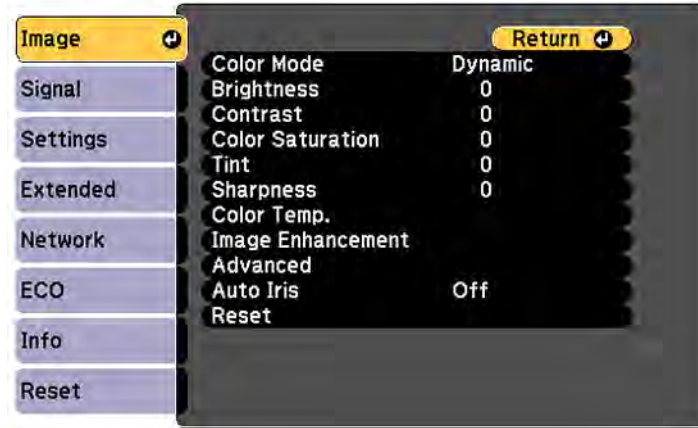 Image
Signal
Settings
Extended
Network
ECO
Info
Reset
Return
Color Mode Dynamic
Brightness 0
Contrast 0
Color Saturation 0
Tint 0
Sharpness 0
Color Temp.
Image Enhancement
Advanced
Auto Iris Off
Reset